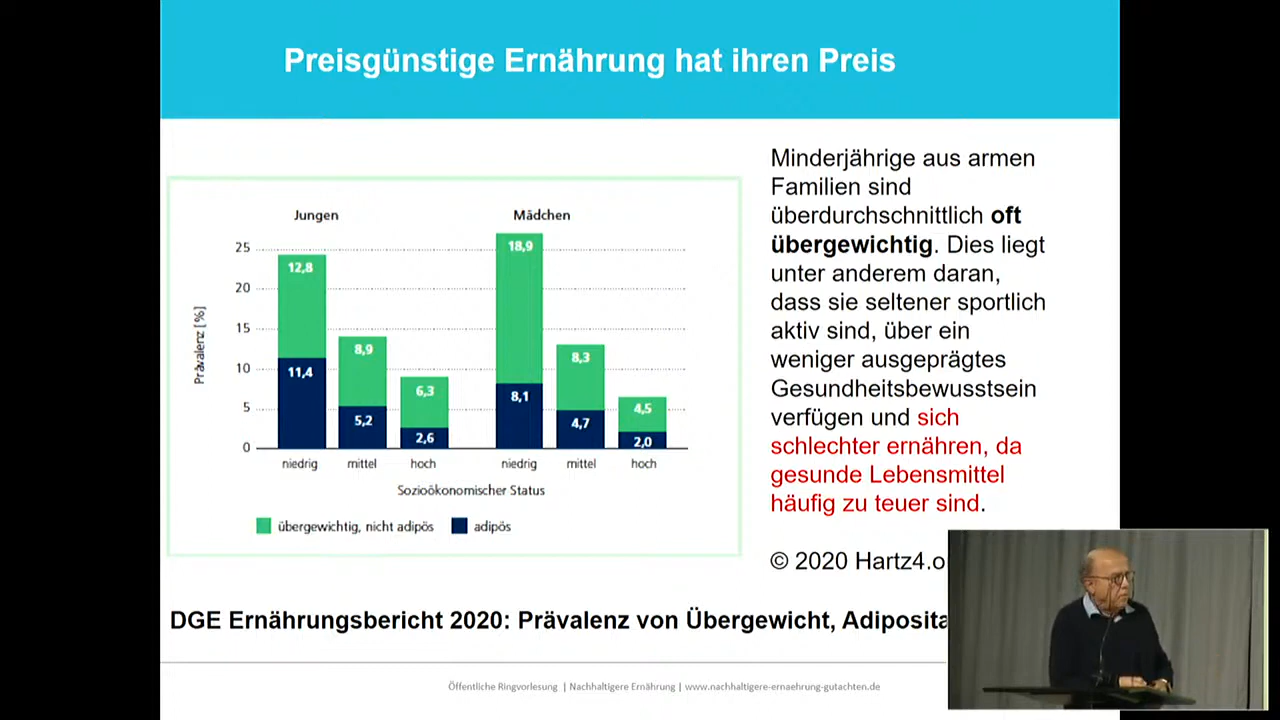 Preisgünstige Ernährung hat ihren Preis
Jungen
Mädchen
Prävalenz [%]
25
20
15
10
5
0
12,8
11,4
8,9
5,2
6,3
2,6
18,9
8,1
8,3
4,7
4,5
2,0
niedrig
mittel
hoch
niedrig
mittel
hoch
Sozioökonomischer Status
übergewichtig, nicht adipös
adipös
Minderjährige aus armen
Familien sind
überdurchschnittlich oft
übergewichtig. Dies liegt
unter anderem daran,
dass sie seltener sportlich
aktiv sind, über ein
weniger ausgeprägtes
Gesundheitsbewusstsein
verfügen und sich
schlechter ernähren, da
gesunde Lebensmittel
häufig zu teuer sind.
© 2020 Hartz4.o
DGE Ernährungsbericht 2020: Prävalenz von Übergewicht, Adiposita
Öffentliche Ringvorlesung | Nachhaltigere Ernährung | www.nachhaltigere-ernaehrung-gutachten.de